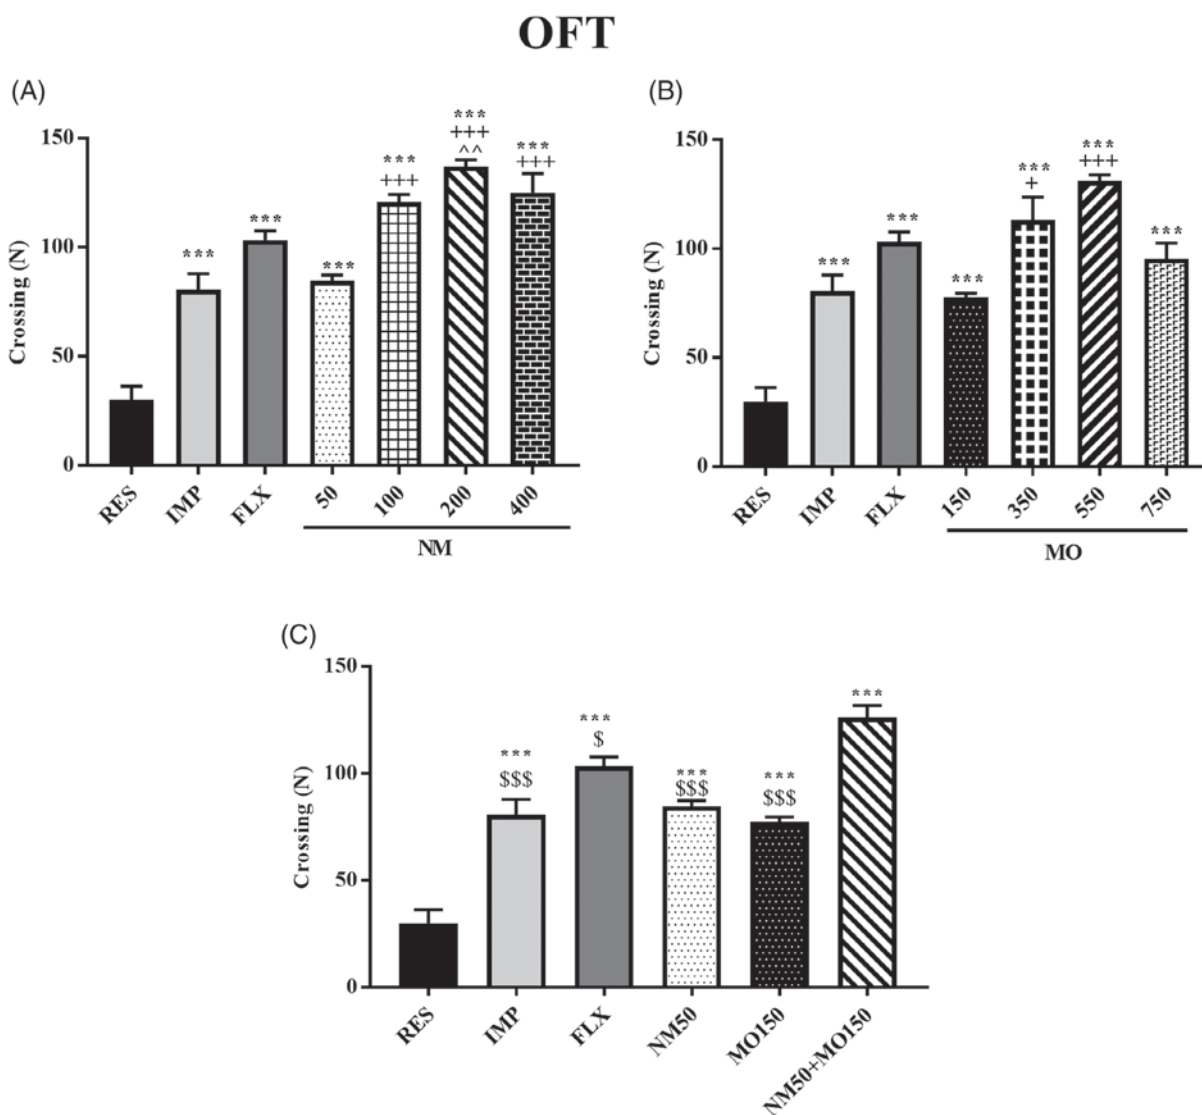 OFT
(A)
Crossing (N)
150
100
50
0
***
***
***
***
+++
***
+++
^^
***
+++
RES
IMP
FLX
50
100
200
400
NM
(B)
Crossing (N)
150
100
50
0
***
***
***
***
+
***
+++
***
RES
IMP
FLX
150
350
550
750
MO
(C)
Crossing (N)
150
100
50
0
***
$$$
***
$
***
$$$
***
$$$
***
RES
IMP
FLX
NM50
MO150
NM50+MO150